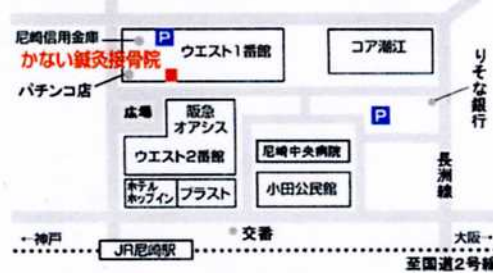 尼崎信用金庫
P
ウエスト1番館
かない鍼灸接骨院
パチンコ店
コア潮江
りそな銀行
広場
阪急
オアシス
ウエスト2番館
ホテル
ホップイン
プラスト
尼崎中央病院
小田公民館
P
長洲線
交番
←神戸
大阪→
JR尼崎駅
至国道2号線